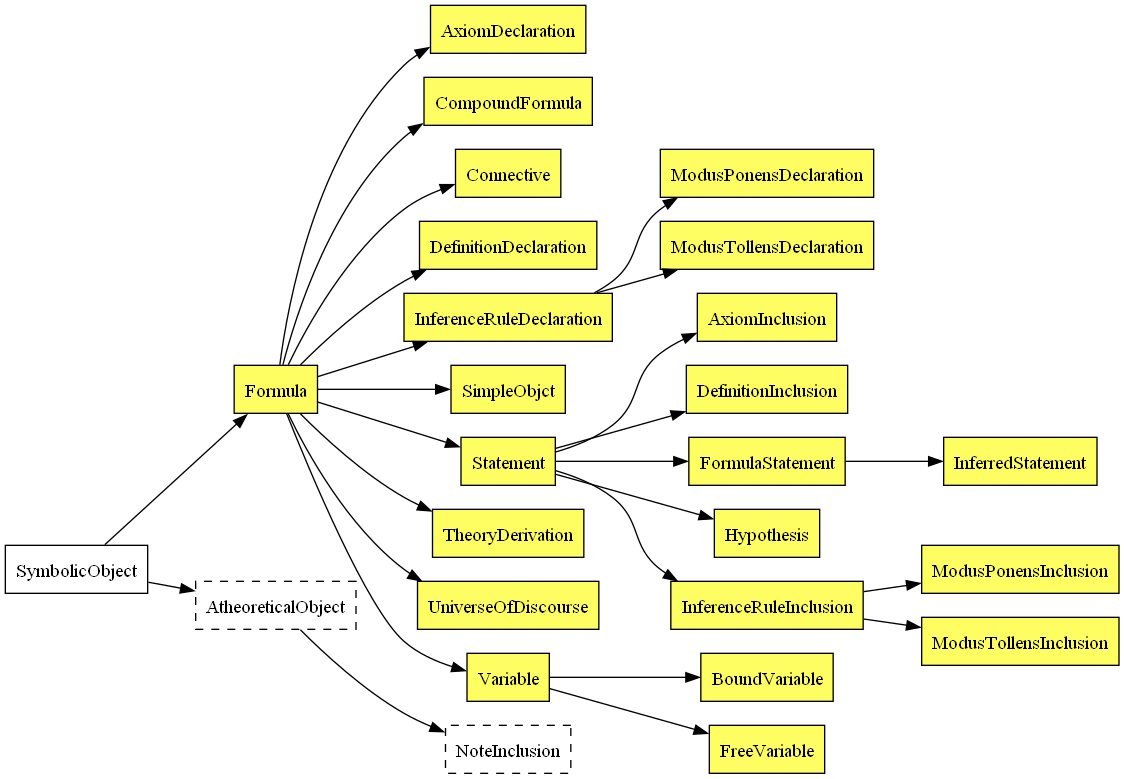 AxiomDeclaration
CompoundFormula
Connective
ModusPonensDeclaration
DefinitionDeclaration
ModusTollensDeclaration
InferenceRuleDeclaration
AxiomInclusion
Formula
SimpleObjct
DefinitionInclusion
Statement
FormulaStatement
InferredStatement
TheoryDerivation
Hypothesis
SymbolicObject
ModusPonensInclusion
AtheoreticalObject
UniverseOfDiscourse
InferenceRuleInclusion
ModusTollensInclusion
Variable
BoundVariable
NoteInclusion
FreeVariable